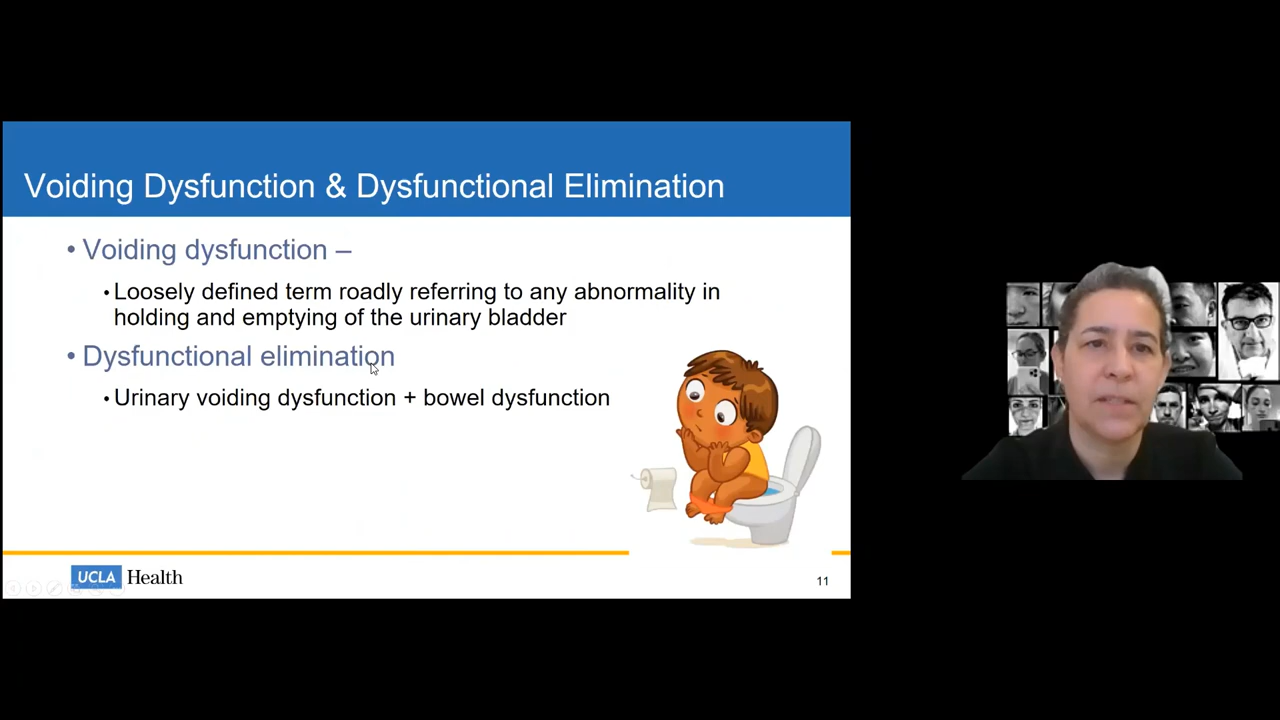 Voiding Dysfunction & Dysfunctional Elimination
• Voiding dysfunction –
• Loosely defined term roadly referring to any abnormality in
holding and emptying of the urinary bladder
• Dysfunctional elimination
• Urinary voiding dysfunction + bowel dysfunction
UCLA Health
11